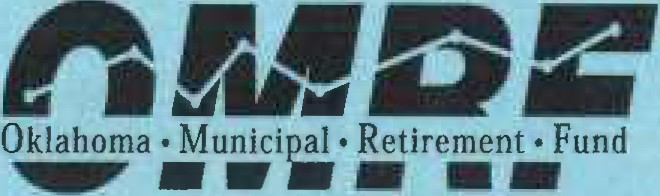 OMRF
Oklahoma • Municipal • Retirement • Fund